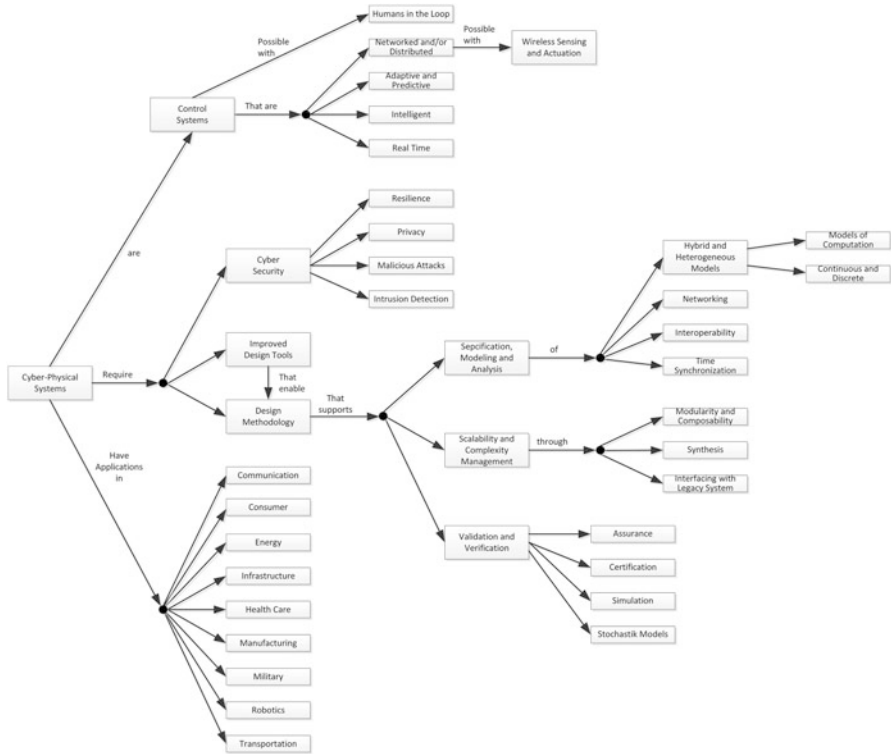 Humans in the Loop
Possible
with
Networked and/or
Distributed
Possible
with
Wireless Sensing
and Actuation
Adaptive and
Predictive
Control
Systems
That are
Intelligent
Real Time
are
Resilience
Cyber
Security
Privacy
Malicious Attacks
Intrusion Detection
Hybrid and
Heterogeneous
Models
Models of
Computation
Continuous and
Discrete
Networking
Improved
Design Tools
Sepcification,
Modeling and
Analysis
of
Interoperability
Time
Synchronization
Cyber-Physical
Systems
Require
That
enable
Design
Methodology
That
supports
Modularity and
Composability
Scalability and
Complexity
Management
through
Synthesis
Interfacing with
Legacy System
Have
Applications
in
Communication
Consumer
Energy
Infrastructure
Health Care
Manufacturing
Military
Robotics
Transportation
Validation and
Verification
Assurance
Certification
Simulation
Stochastik Models